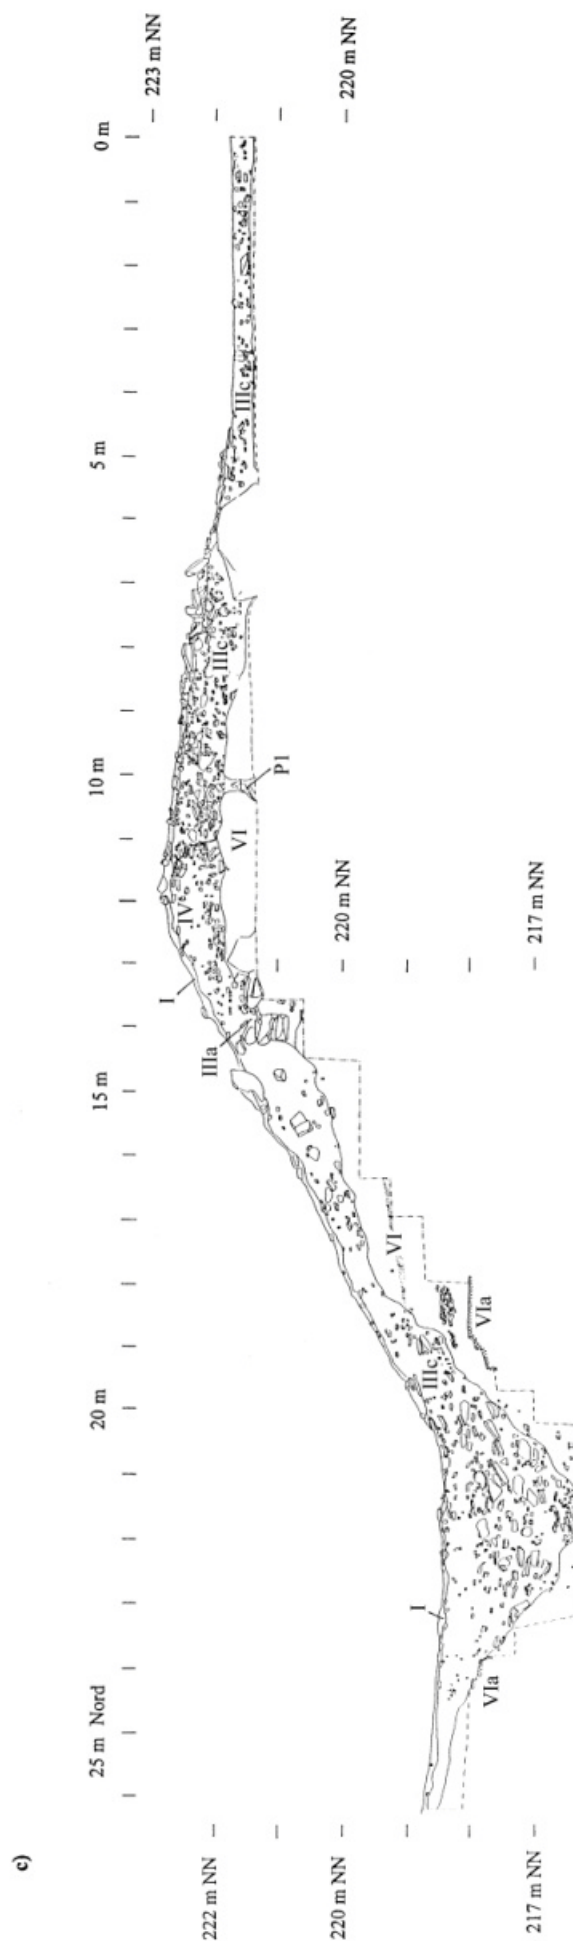 c)
25 m Nord
20 m
15 m
10 m
5 m
0 m
223 m NN
220 m NN
222 m NN
220 m NN
217 m NN
220 m NN
217 m NN
I
IV
I
IIIa
IIIc
IIIc
IIIc
VI
P1
VI
VIa
VIa